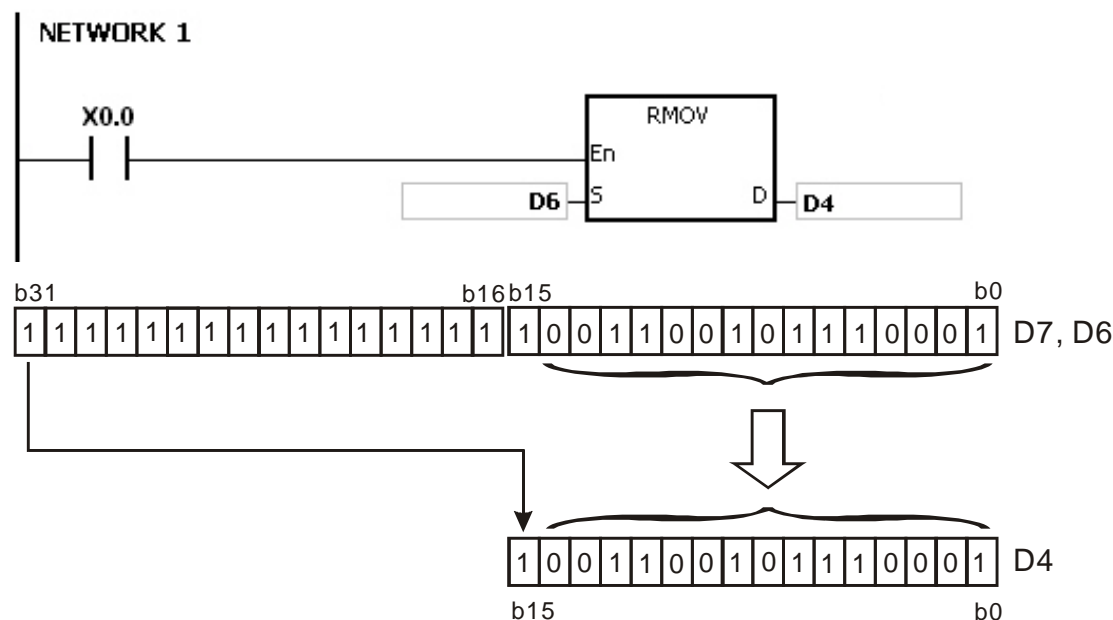 NETWORK 1
X0.0
RMOV
En
D6 S D D4
b31 b16 b15 b0
1 1 1 1 1 1 1 1 1 1 1 1 1 1 1 1 1 0 0 1 1 0 0 1 0 1 1 1 0 0 0 1 D7, D6
1 0 0 1 1 0 0 1 0 1 1 1 0 0 0 1 D4
b15 b0